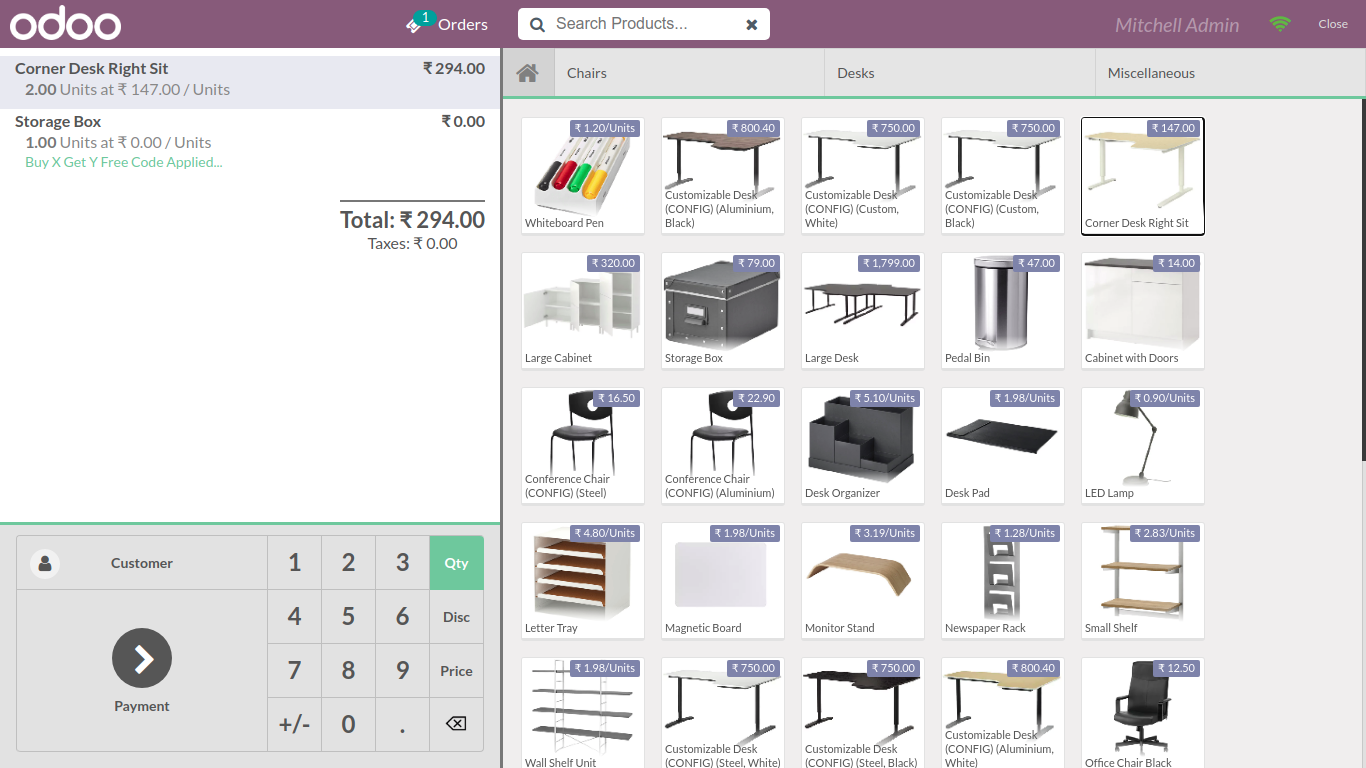 odoo
1
Orders
Search Products...
Mitchell Admin
Close
Corner Desk Right Sit ₹ 294.00
2.00 Units at ₹ 147.00 / Units
Storage Box ₹ 0.00
1.00 Units at ₹ 0.00 / Units
Buy X Get Y Free Code Applied...
Total: ₹ 294.00
Taxes: ₹ 0.00
Customer
1 2 3 Qty
4 5 6 Disc
7 8 9 Price
+/- 0 .
Payment
Chairs Desks Miscellaneous
₹ 1.20/Units
Whiteboard Pen
₹ 800.40
Customizable Desk
(CONFIG) (Aluminium,
Black)
₹ 750.00
Customizable Desk
(CONFIG) (Custom,
White)
₹ 750.00
Customizable Desk
(CONFIG) (Custom,
Black)
₹ 147.00
Corner Desk Right Sit
₹ 320.00
Large Cabinet
₹ 79.00
Storage Box
₹ 1,799.00
Large Desk
₹ 47.00
Pedal Bin
₹ 14.00
Cabinet with Doors
₹ 16.50
Conference Chair
(CONFIG) (Steel)
₹ 22.90
Conference Chair
(CONFIG) (Aluminium)
₹ 5.10/Units
Desk Organizer
₹ 1.98/Units
Desk Pad
₹ 0.90/Units
LED Lamp
₹ 4.80/Units
Letter Tray
₹ 1.98/Units
Magnetic Board
₹ 3.19/Units
Monitor Stand
₹ 1.28/Units
Newspaper Rack
₹ 2.83/Units
Small Shelf
₹ 1.98/Units
Wall Shelf Unit
₹ 750.00
Customizable Desk
(CONFIG) (Steel, White)
₹ 750.00
Customizable Desk
(CONFIG) (Steel, Black)
₹ 800.40
Customizable Desk
(CONFIG) (Aluminium,
White)
₹ 12.50
Office Chair Black